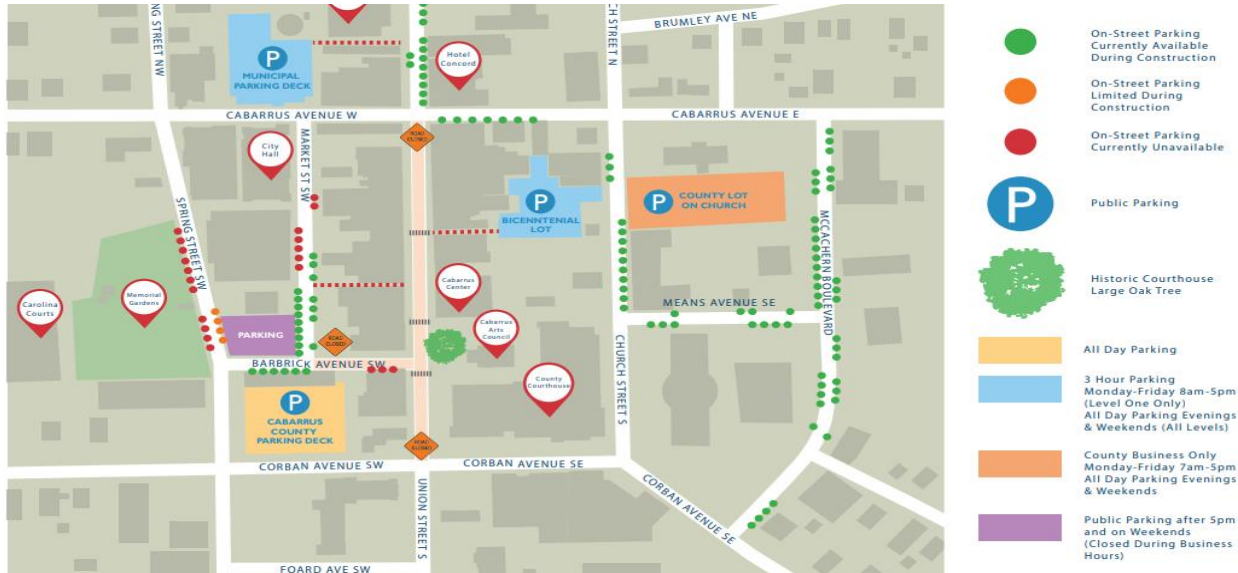 NG STREET NW
P
MUNICIPAL
PARKING DECK
Hotel
Concord
CH STREET N
BRUMLEY AVE NE
CABARRUS AVENUE W
CABARRUS AVENUE E
ROAD
CLOSED
City
Hall
MARKET ST SW
P
BICENNTENIAL
LOT
P
COUNTY LOT
ON CHURCH
MCCACHERN BOULEVARD
SPRING STREET SW
Carolina
Courts
Memorial
Gardens
Cabarrus
Center
MEANS AVENUE SE
PARKING
ROAD
CLOSED
Cabarrus
Arts
Council
BARBRICK AVENUE SW
County
Courthouse
CHURCH STREET S
P
CABARRUS
COUNTY
PARKING DECK
ROAD
CLOSED
CORBAN AVENUE SW
CORBAN AVENUE SE
CORBAN AVENUE SE
UNION STREET S
FOARD AVE SW
On-Street Parking
Currently Available
During Construction
On-Street Parking
Limited During
Construction
On-Street Parking
Currently Unavailable
P
Public Parking
Historic Courthouse
Large Oak Tree
All Day Parking
3 Hour Parking
Monday-Friday 8am-5pm
(Level One Only)
All Day Parking Evenings
& Weekends (All Levels)
County Business Only
Monday-Friday 7am-5pm
All Day Parking Evenings
& Weekends
Public Parking after 5pm
and on Weekends
(Closed During Business
Hours)